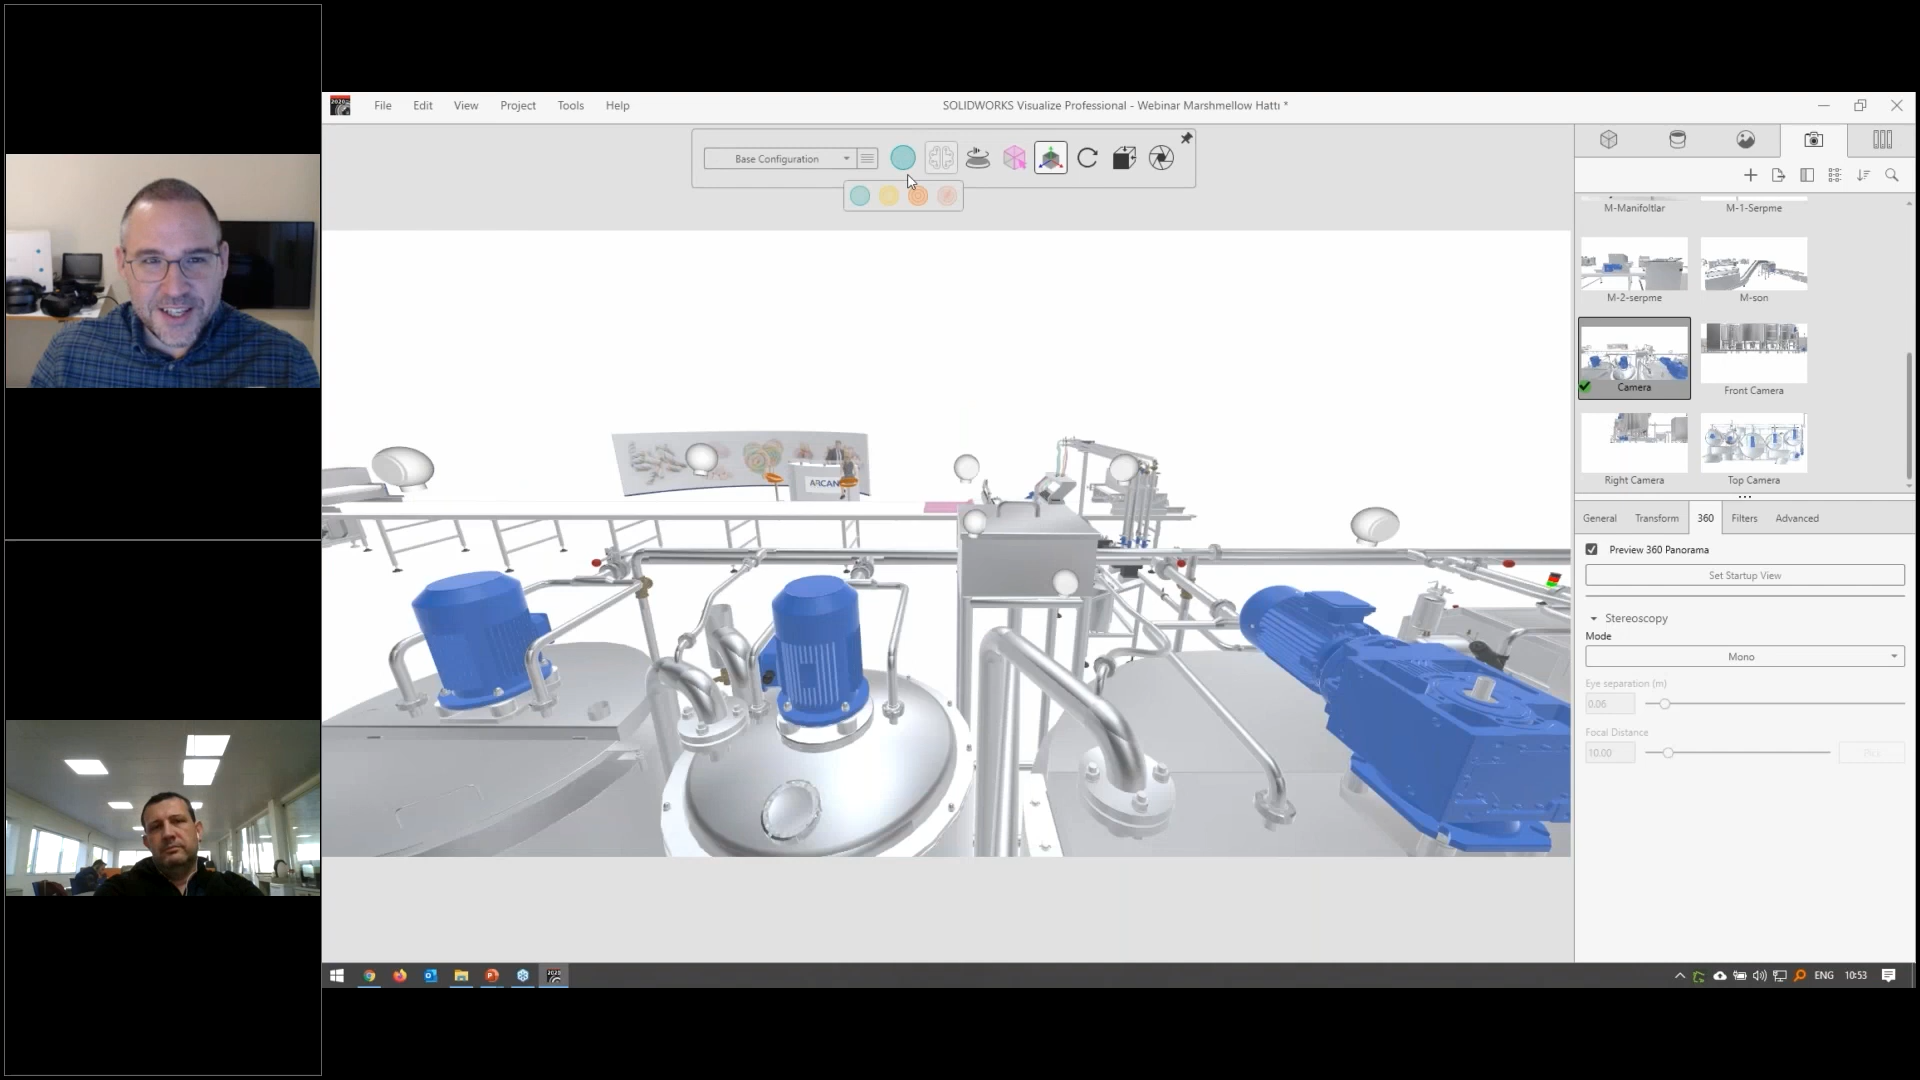 File Edit View Project Tools Help
SOLIDWORKS Visualize Professional - Webinar Marshmellow Hattı *
Base Configuration
M-Manifoltlar
M-1-Serpme
M-2-serpme
M-son
Camera
Front Camera
Right Camera
Top Camera
General Transform 360 Filters Advanced
Preview 360 Panorama
Set Startup View
Stereoscopy
Mode
Mono
Eye separation (m)
0.06
Focal Distance
10.00
Pick
ARCAN
ENG 10:53